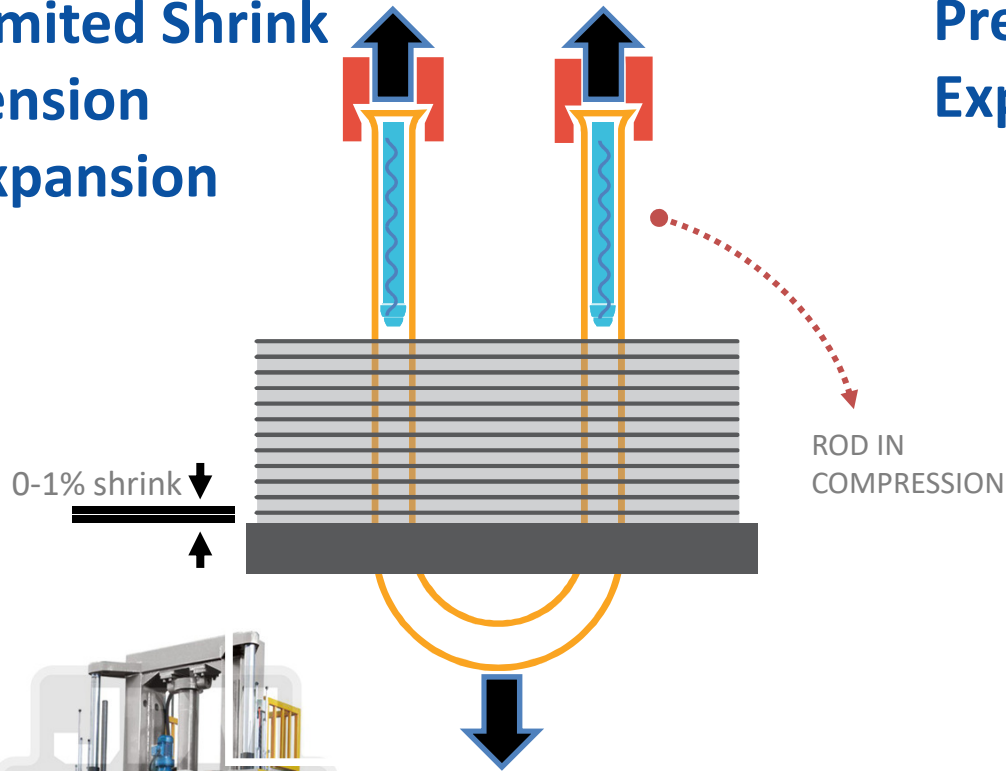 mited Shrink
ension
xpansion
Pre
Exp
0-1% shrink
ROD IN
COMPRESSION